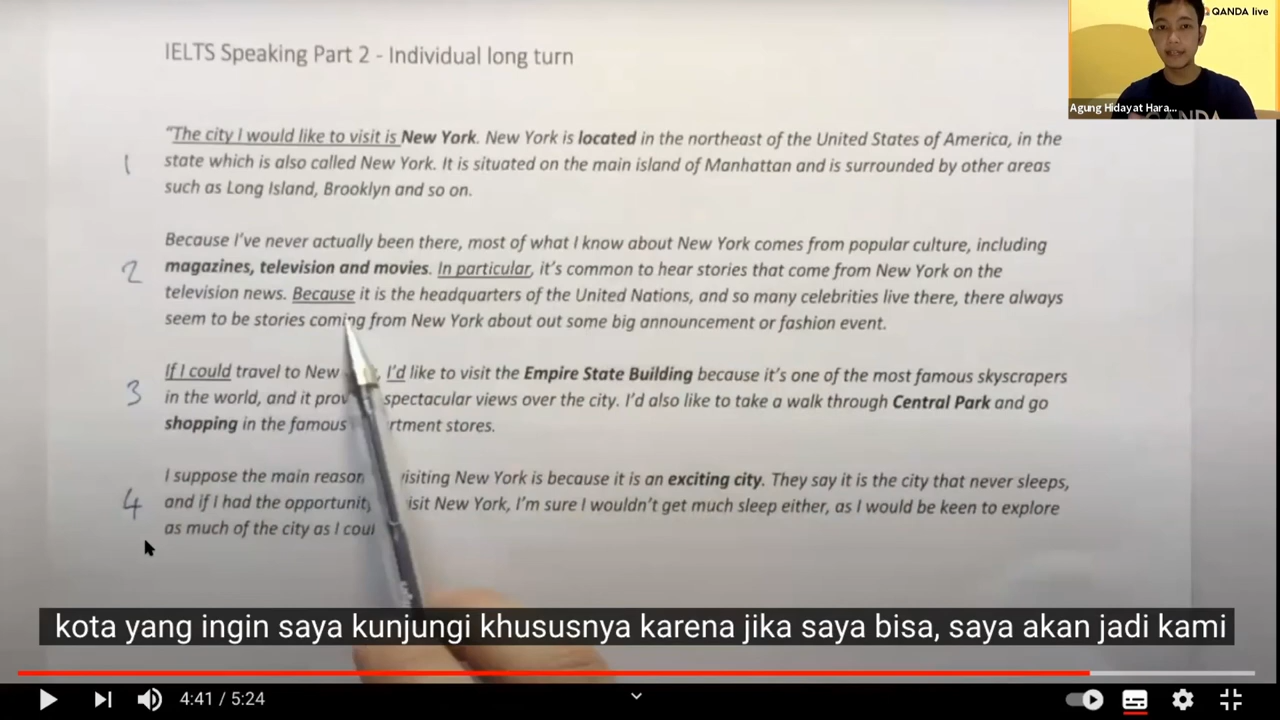 QANDA live
Agung Hidayat Hara...
IELTS Speaking Part 2 - Individual long turn
1
“The city I would like to visit is New York. New York is located in the northeast of the United States of America, in the
state which is also called New York. It is situated on the main island of Manhattan and is surrounded by other areas
such as Long Island, Brooklyn and so on.
2
Because I’ve never actually been there, most of what I know about New York comes from popular culture, including
magazines, television and movies. In particular, it’s common to hear stories that come from New York on the
television news. Because it is the headquarters of the United Nations, and so many celebrities live there, there always
seem to be stories coming from New York about out some big announcement or fashion event.
3
If I could travel to New I’d like to visit the Empire State Building because it’s one of the most famous skyscrapers
in the world, and it spectacular views over the city. I’d also like to take a walk through Central Park and go
shopping in the famous stores.
4
I suppose the main reason visiting New York is because it is an exciting city. They say it is the city that never sleeps,
and if I had the opportunity New York, I’m sure I wouldn’t get much sleep either, as I would be keen to explore
as much of the city as I
kota yang ingin saya kunjungi khususnya karena jika saya bisa, saya akan jadi kami
4:41 / 5:24